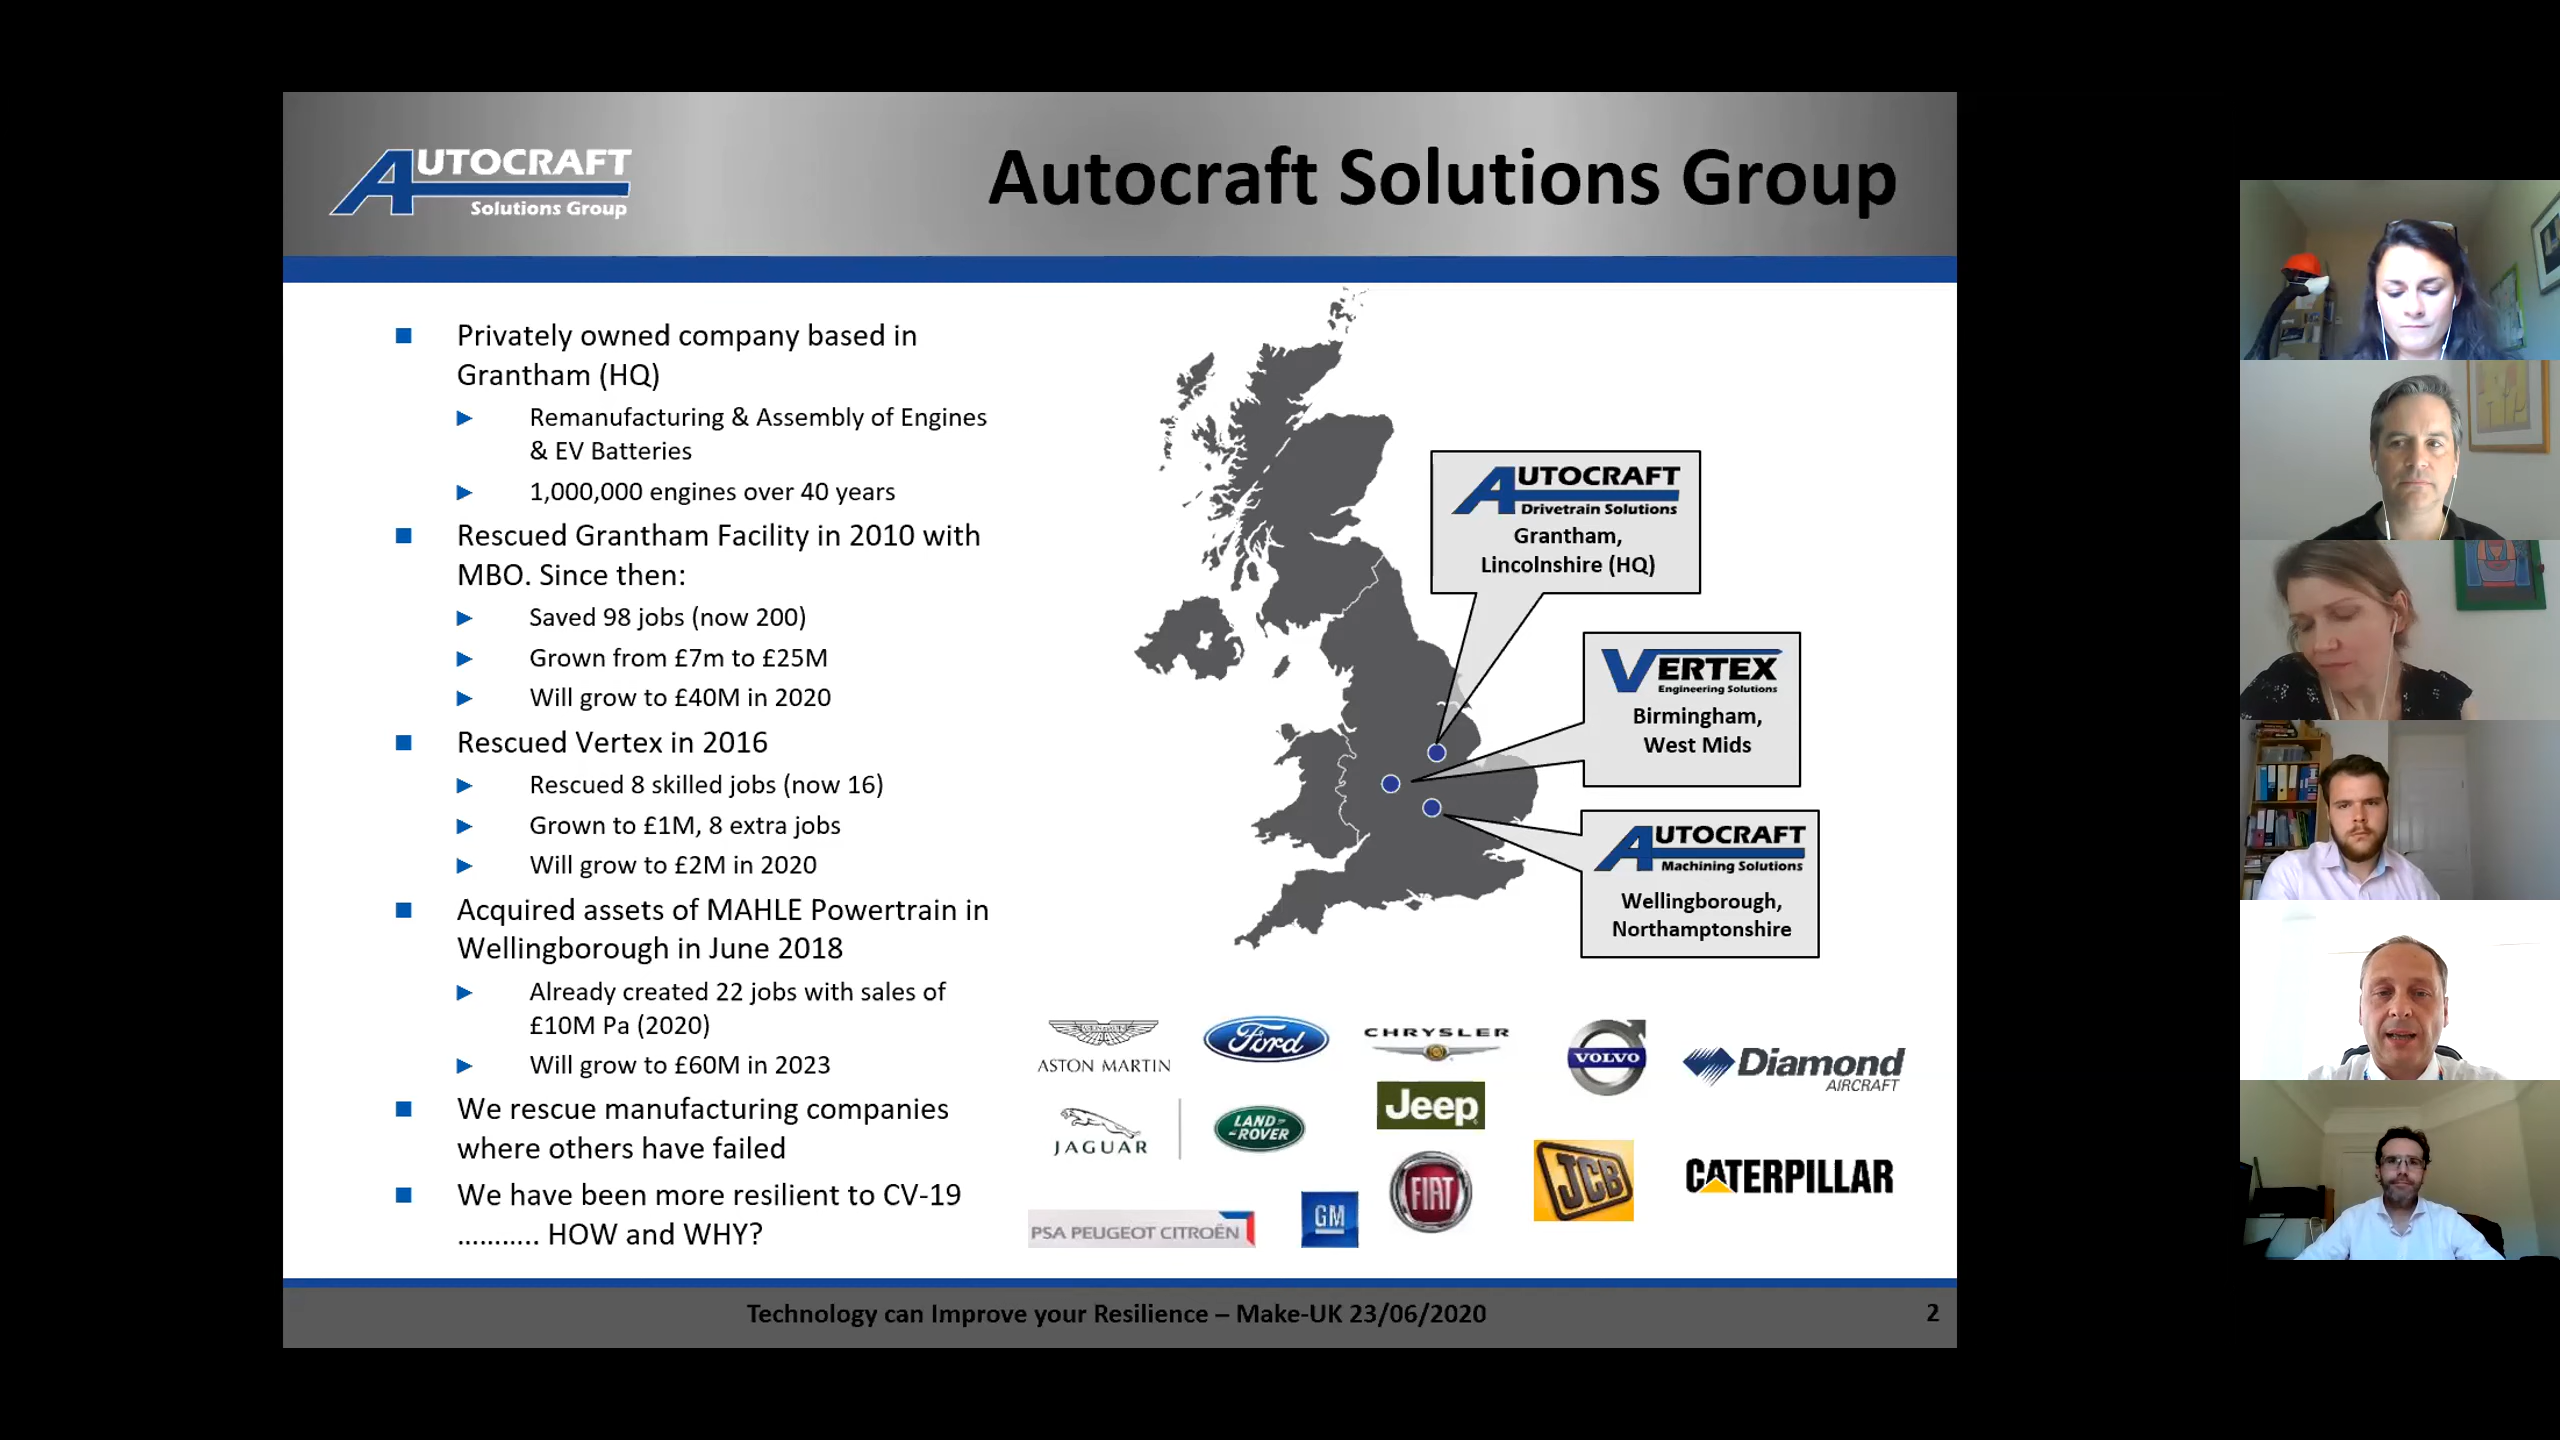 AUTOCRAFT
Solutions Group
Autocraft Solutions Group
Privately owned company based in
Grantham (HQ)
Remanufacturing & Assembly of Engines
& EV Batteries
1,000,000 engines over 40 years
Rescued Grantham Facility in 2010 with
MBO. Since then:
Saved 98 jobs (now 200)
Grown from £7m to £25M
Will grow to £40M in 2020
Rescued Vertex in 2016
Rescued 8 skilled jobs (now 16)
Grown to £1M, 8 extra jobs
Will grow to £2M in 2020
Acquired assets of MAHLE Powertrain in
Wellingborough in June 2018
Already created 22 jobs with sales of
£10M Pa (2020)
Will grow to £60M in 2023
We rescue manufacturing companies
where others have failed
We have been more resilient to CV-19
……….. HOW and WHY?
AUTOCRAFT
Drivetrain Solutions
Grantham,
Lincolnshire (HQ)
VERTEX
Engineering Solutions
Birmingham,
West Mids
AUTOCRAFT
Machining Solutions
Wellingborough,
Northamptonshire
ASTON MARTIN
Ford
CHRYSLER
VOLVO
Diamond
AIRCRAFT
Jeep
JAGUAR
LAND-
-ROVER
FIAT
JCB
CATERPILLAR
PSA PEUGEOT CITROËN
GM
Technology can Improve your Resilience – Make-UK 23/06/2020
2